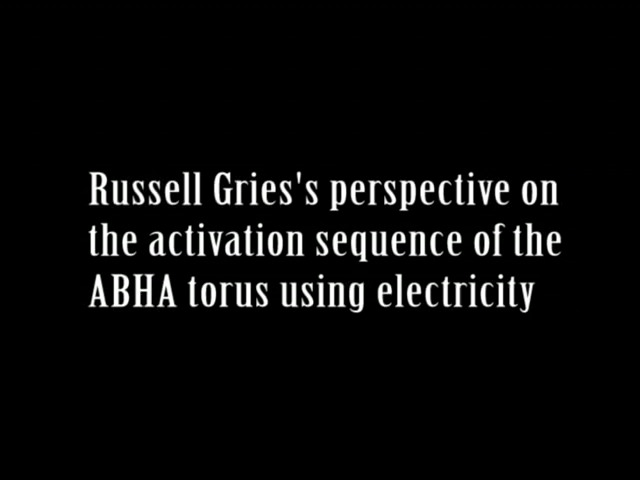 Russell Gries's perspective on
the activation sequence of the
ABHA torus using electricity